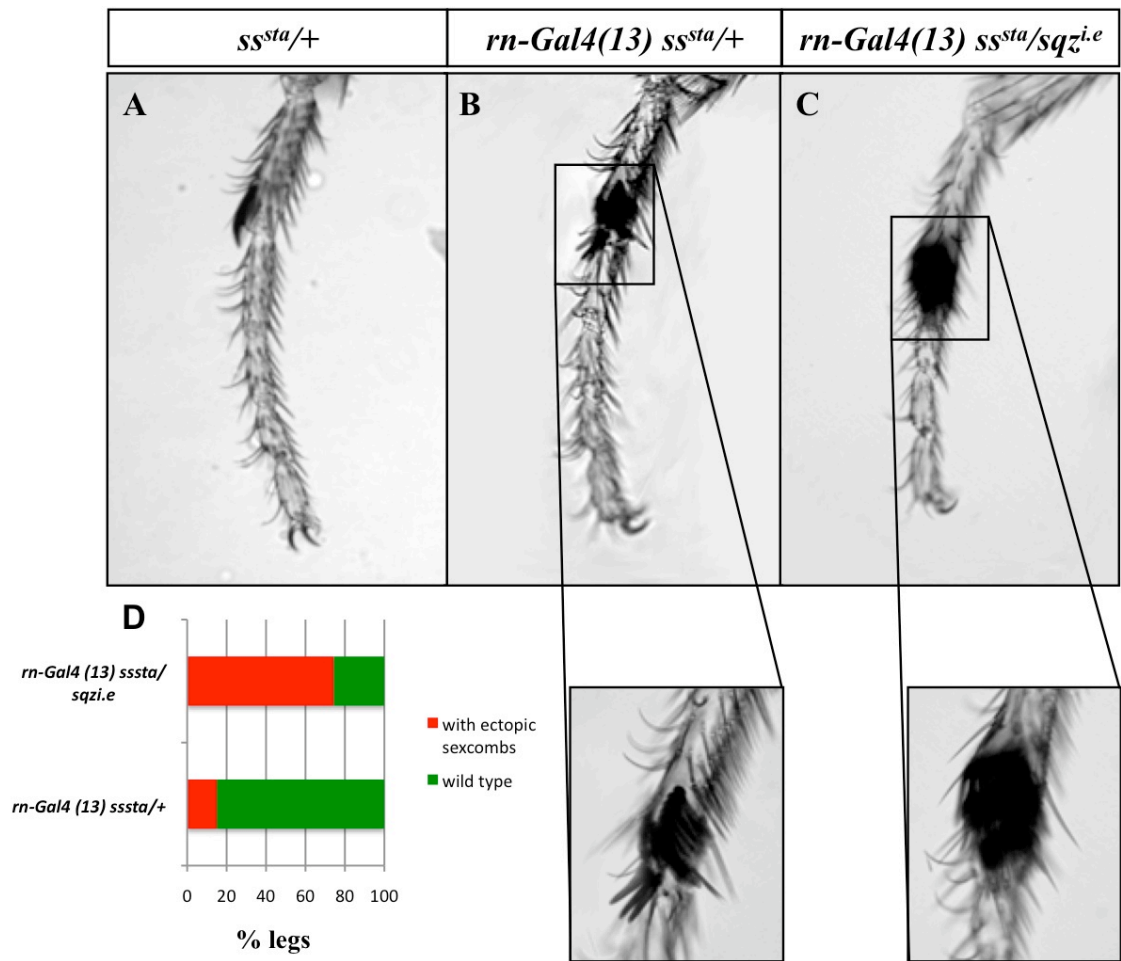 ss^sta/+
rn-Gal4(13) ss^sta/+
rn-Gal4(13) ss^sta/sqz^i.e
A
B
C
D
rn-Gal4 (13) sssta/
sqzi.e
rn-Gal4 (13) sssta/+
0 20 40 60 80 100
% legs
with ectopic
sexcombs
wild type